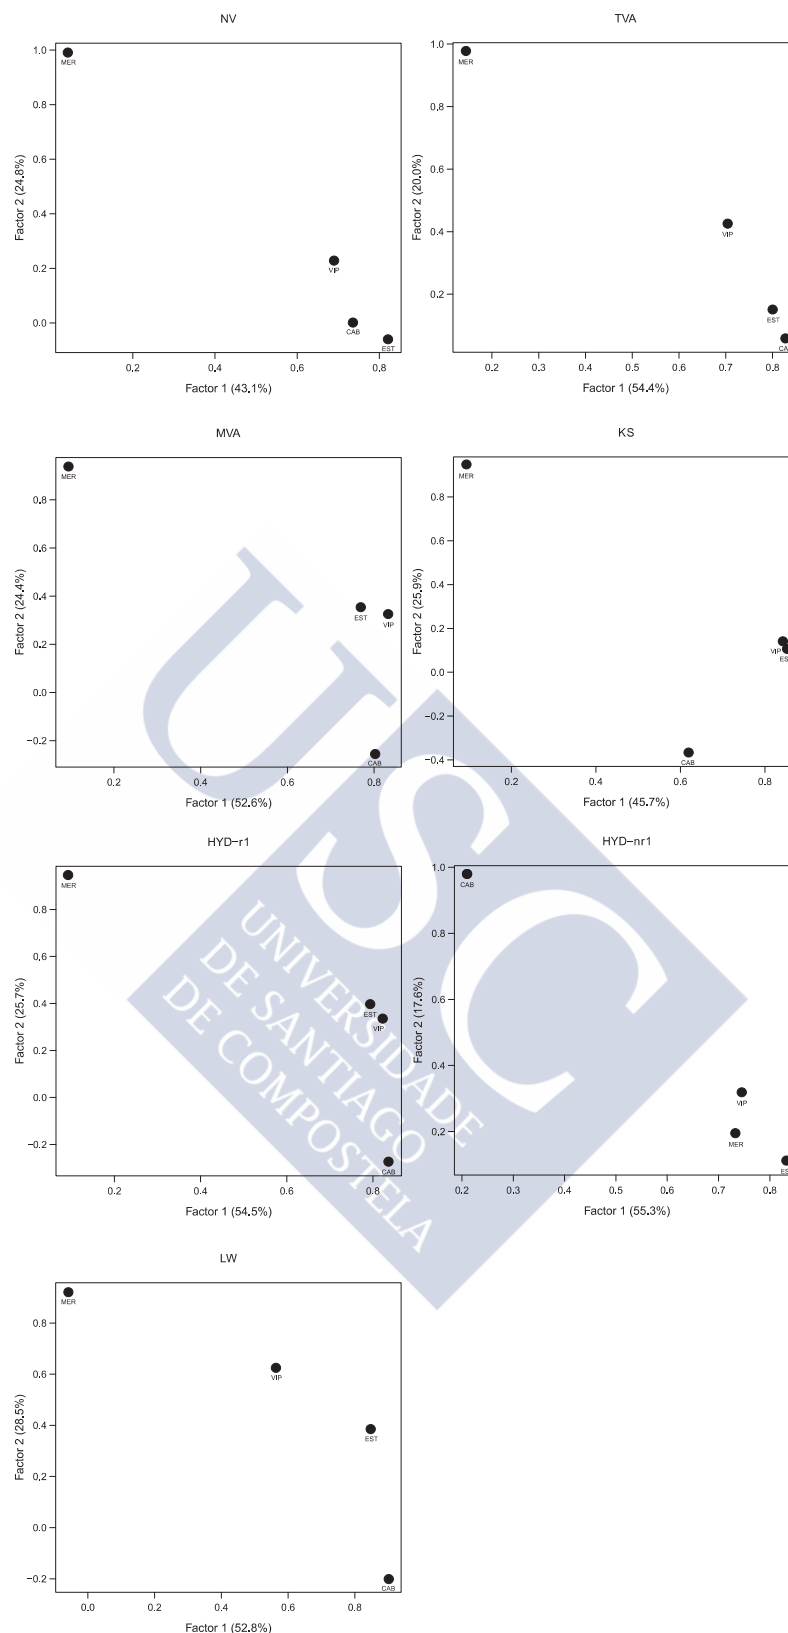 NV
1.0
MER
0.8
0.6
0.4
0.2
0.0
Factor 2 (24.8%)
VIP
CAB
EST
0.2
0.4
0.6
0.8
Factor 1 (43.1%)
TVA
1.0
MER
0.8
0.6
0.4
0.2
Factor 2 (20.0%)
VIP
EST
0.2
0.3
0.4
0.5
0.6
0.7
0.8
Factor 1 (54.4%)
MVA
MER
0.8
0.6
0.4
0.2
0.0
−0.2
Factor 2 (24.4%)
EST
VIP
CAB
0.2
0.4
0.6
0.8
Factor 1 (52.6%)
KS
MER
0.8
0.6
0.4
0.2
0.0
−0.2
−0.4
Factor 2 (25.9%)
VIP
CAB
0.2
0.4
0.6
0.8
Factor 1 (45.7%)
HYD−r1
MER
0.8
0.6
0.4
0.2
0.0
−0.2
Factor 2 (25.7%)
EST
VIP
CAB
0.2
0.4
0.6
0.8
Factor 1 (54.5%)
HYD−nr1
1.0
CAB
0.8
0.6
0.4
0.2
Factor 2 (17.6%)
VIP
MER
0.2
0.3
0.4
0.5
0.6
0.7
0.8
Factor 1 (55.3%)
LW
MER
0.8
0.6
0.4
0.2
0.0
−0.2
Factor 2 (28.5%)
VIP
EST
CAB
0.0
0.2
0.4
0.6
0.8
Factor 1 (52.8%)
USC
UNIVERSIDADE
DE SANTIAGO
DE COMPOSTELA